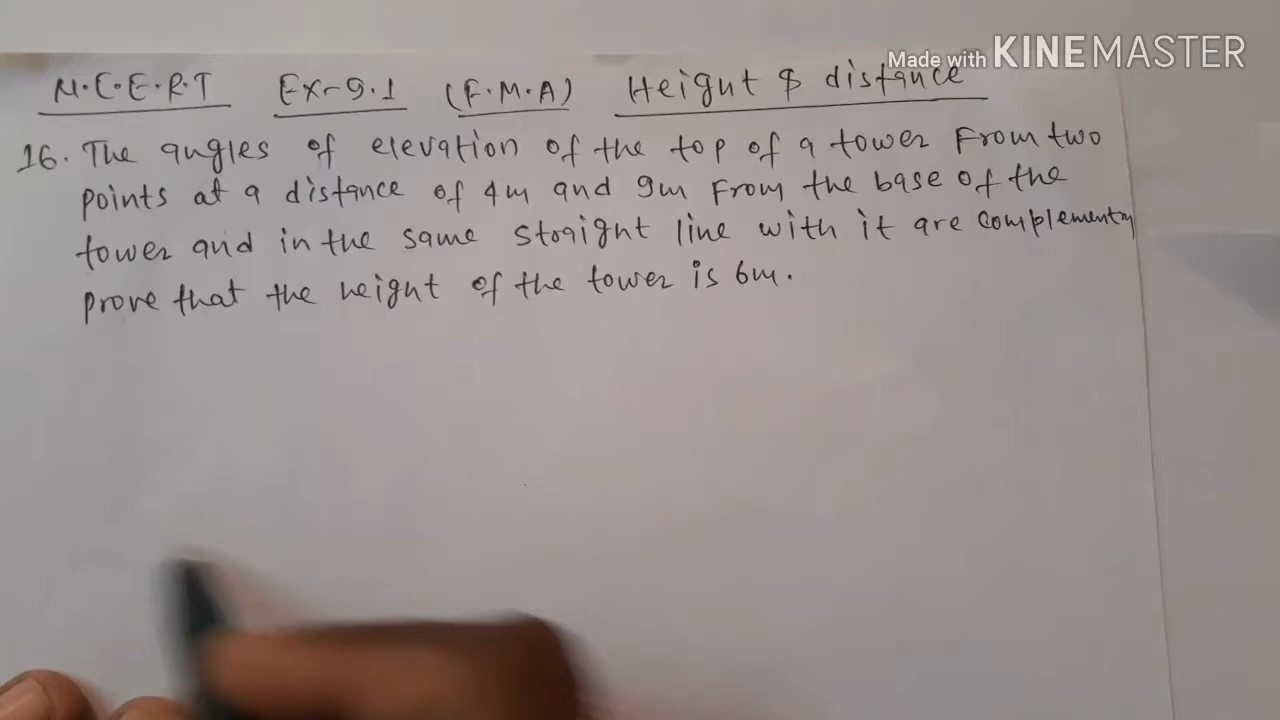 Made with KINEMASTER
N.C.E.R.T Ex-9.1 (F.M.A) Height & distance
16. The angles of elevation of the top of a tower From two
points at a distance of 4m and 9m From the base of the
tower and in the same straight line with it are complementry
prove that the height of the tower is 6m.